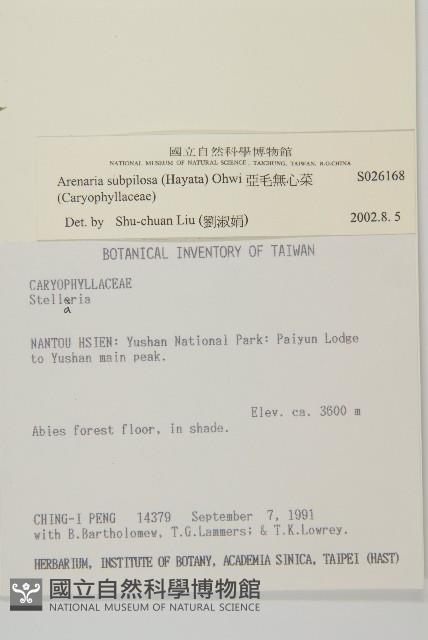 國立自然科學博物館
NATIONAL MUSEUM OF NATURAL SCIENCE, TAICHUNG, TAIWAN, R.O.CHINA
Arenaria subpilosa (Hayata) Ohwi 亞毛無心菜 S026168
(Caryophyllaceae)
Det. by Shu-chuan Liu (劉淑娟) 2002.8.5
BOTANICAL INVENTORY OF TAIWAN
CARYOPHYLLACEAE
Stelleria
a
NANTOU HSIEN: Yushan National Park: Paiyun Lodge
to Yushan main peak.
Elev. ca. 3600 m
Abies forest floor, in shade.
CHING-I PENG 14379 September 7, 1991
with B.Bartholomew, T.G.Lammers; & T.K.Lowrey.
HERBARIUM, INSTITUTE OF BOTANY, ACADEMIA SINICA, TAIPEI (HAST)
國立自然科學博物館
NATIONAL MUSEUM OF NATURAL SCIENCE